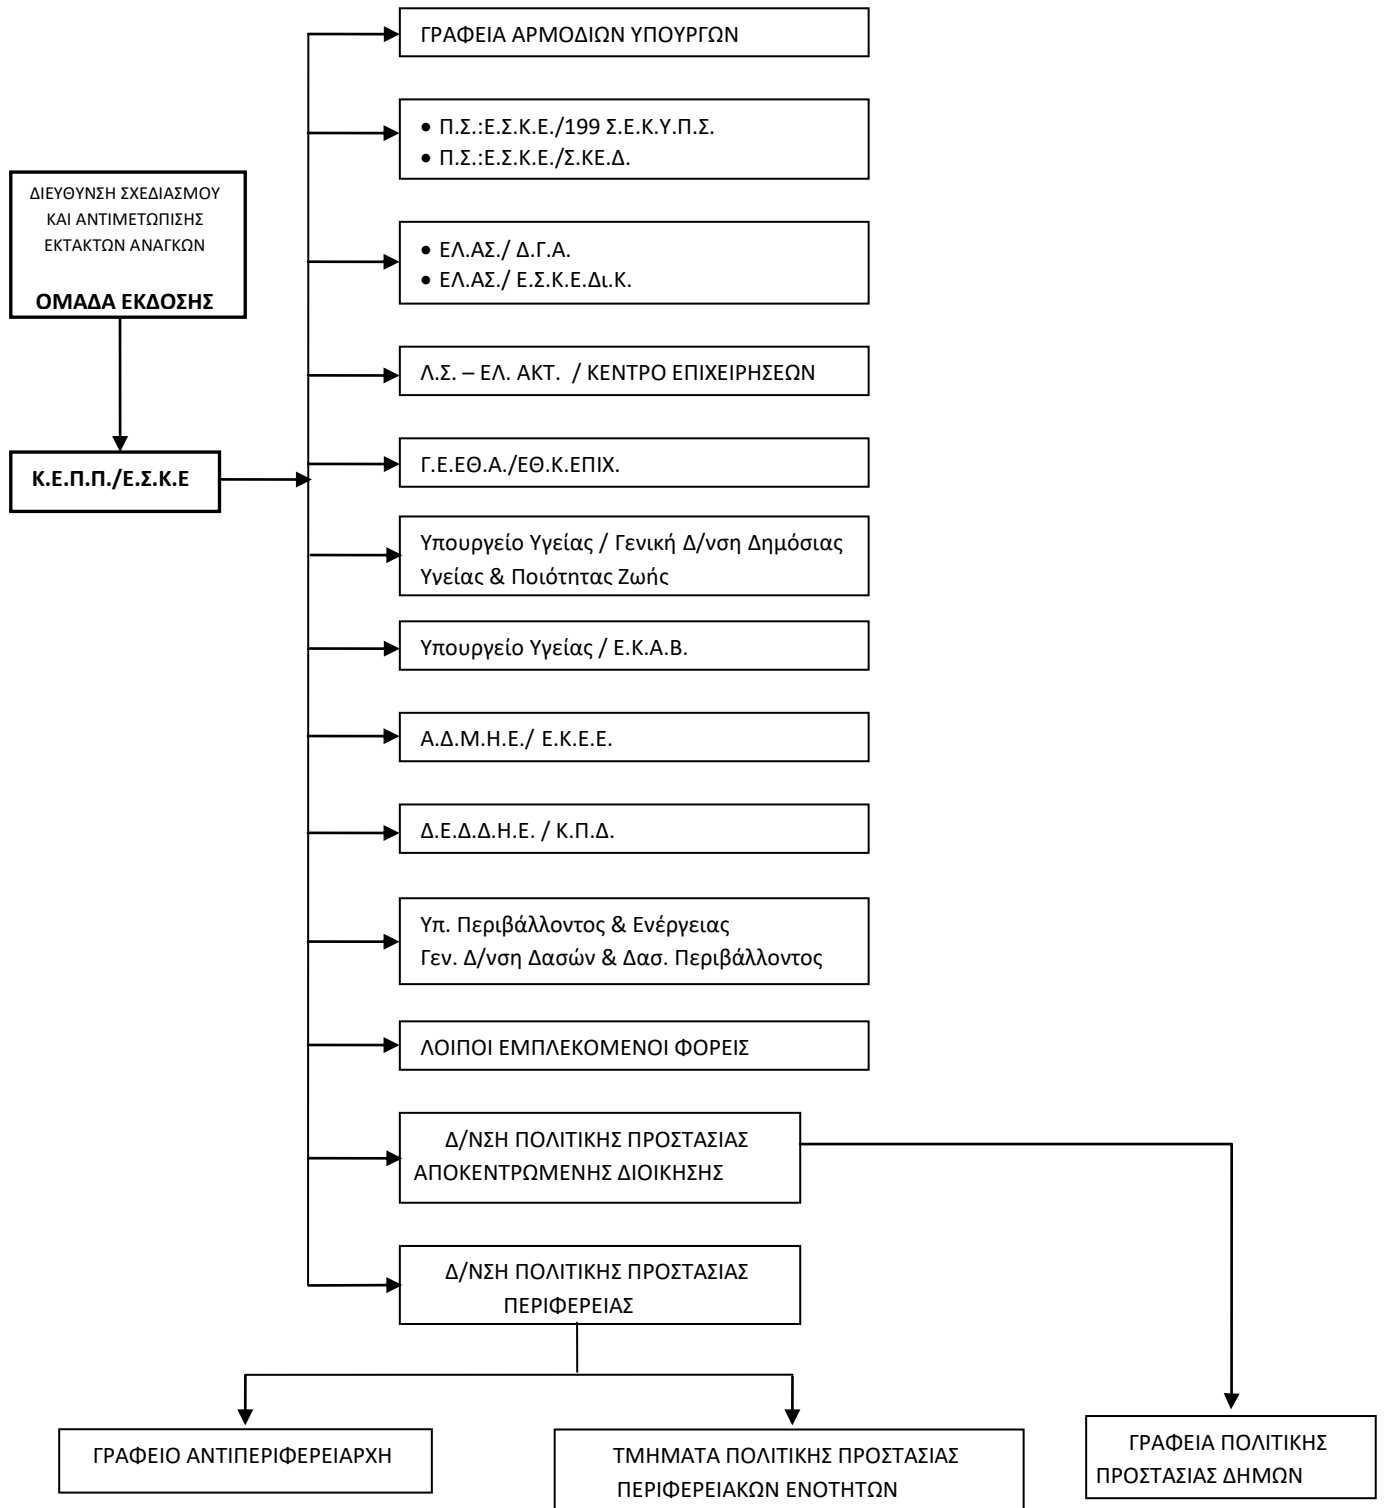 ΓΡΑΦΕΙΑ ΑΡΜΟΔΙΩΝ ΥΠΟΥΡΓΩΝ
• Π.Σ.:Ε.Σ.Κ.Ε./199 Σ.Ε.Κ.Υ.Π.Σ.
• Π.Σ.:Ε.Σ.Κ.Ε./Σ.ΚΕ.Δ.
ΔΙΕΥΘΥΝΣΗ ΣΧΕΔΙΑΣΜΟΥ
ΚΑΙ ΑΝΤΙΜΕΤΩΠΙΣΗΣ
ΕΚΤΑΚΤΩΝ ΑΝΑΓΚΩΝ
ΟΜΑΔΑ ΕΚΔΟΣΗΣ
• ΕΛ.ΑΣ./ Δ.Γ.Α.
• ΕΛ.ΑΣ./ Ε.Σ.Κ.Ε.Δι.Κ.
Λ.Σ. – ΕΛ. ΑΚΤ. / ΚΕΝΤΡΟ ΕΠΙΧΕΙΡΗΣΕΩΝ
Κ.Ε.Π.Π./Ε.Σ.Κ.Ε
Γ.Ε.ΕΘ.Α./ΕΘ.Κ.ΕΠΙΧ.
Υπουργείο Υγείας / Γενική Δ/νση Δημόσιας
Υγείας & Ποιότητας Ζωής
Υπουργείο Υγείας / Ε.Κ.Α.Β.
Α.Δ.Μ.Η.Ε./ Ε.Κ.Ε.Ε.
Δ.Ε.Δ.Δ.Η.Ε. / Κ.Π.Δ.
Υπ. Περιβάλλοντος & Ενέργειας
Γεν. Δ/νση Δασών & Δασ. Περιβάλλοντος
ΛΟΙΠΟΙ ΕΜΠΛΕΚΟΜΕΝΟΙ ΦΟΡΕΙΣ
Δ/ΝΣΗ ΠΟΛΙΤΙΚΗΣ ΠΡΟΣΤΑΣΙΑΣ
ΑΠΟΚΕΝΤΡΩΜΕΝΗΣ ΔΙΟΙΚΗΣΗΣ
Δ/ΝΣΗ ΠΟΛΙΤΙΚΗΣ ΠΡΟΣΤΑΣΙΑΣ
ΠΕΡΙΦΕΡΕΙΑΣ
ΓΡΑΦΕΙΟ ΑΝΤΙΠΕΡΙΦΕΡΕΙΑΡΧΗ
ΤΜΗΜΑΤΑ ΠΟΛΙΤΙΚΗΣ ΠΡΟΣΤΑΣΙΑΣ
ΠΕΡΙΦΕΡΕΙΑΚΩΝ ΕΝΟΤΗΤΩΝ
ΓΡΑΦΕΙΑ ΠΟΛΙΤΙΚΗΣ
ΠΡΟΣΤΑΣΙΑΣ ΔΗΜΩΝ